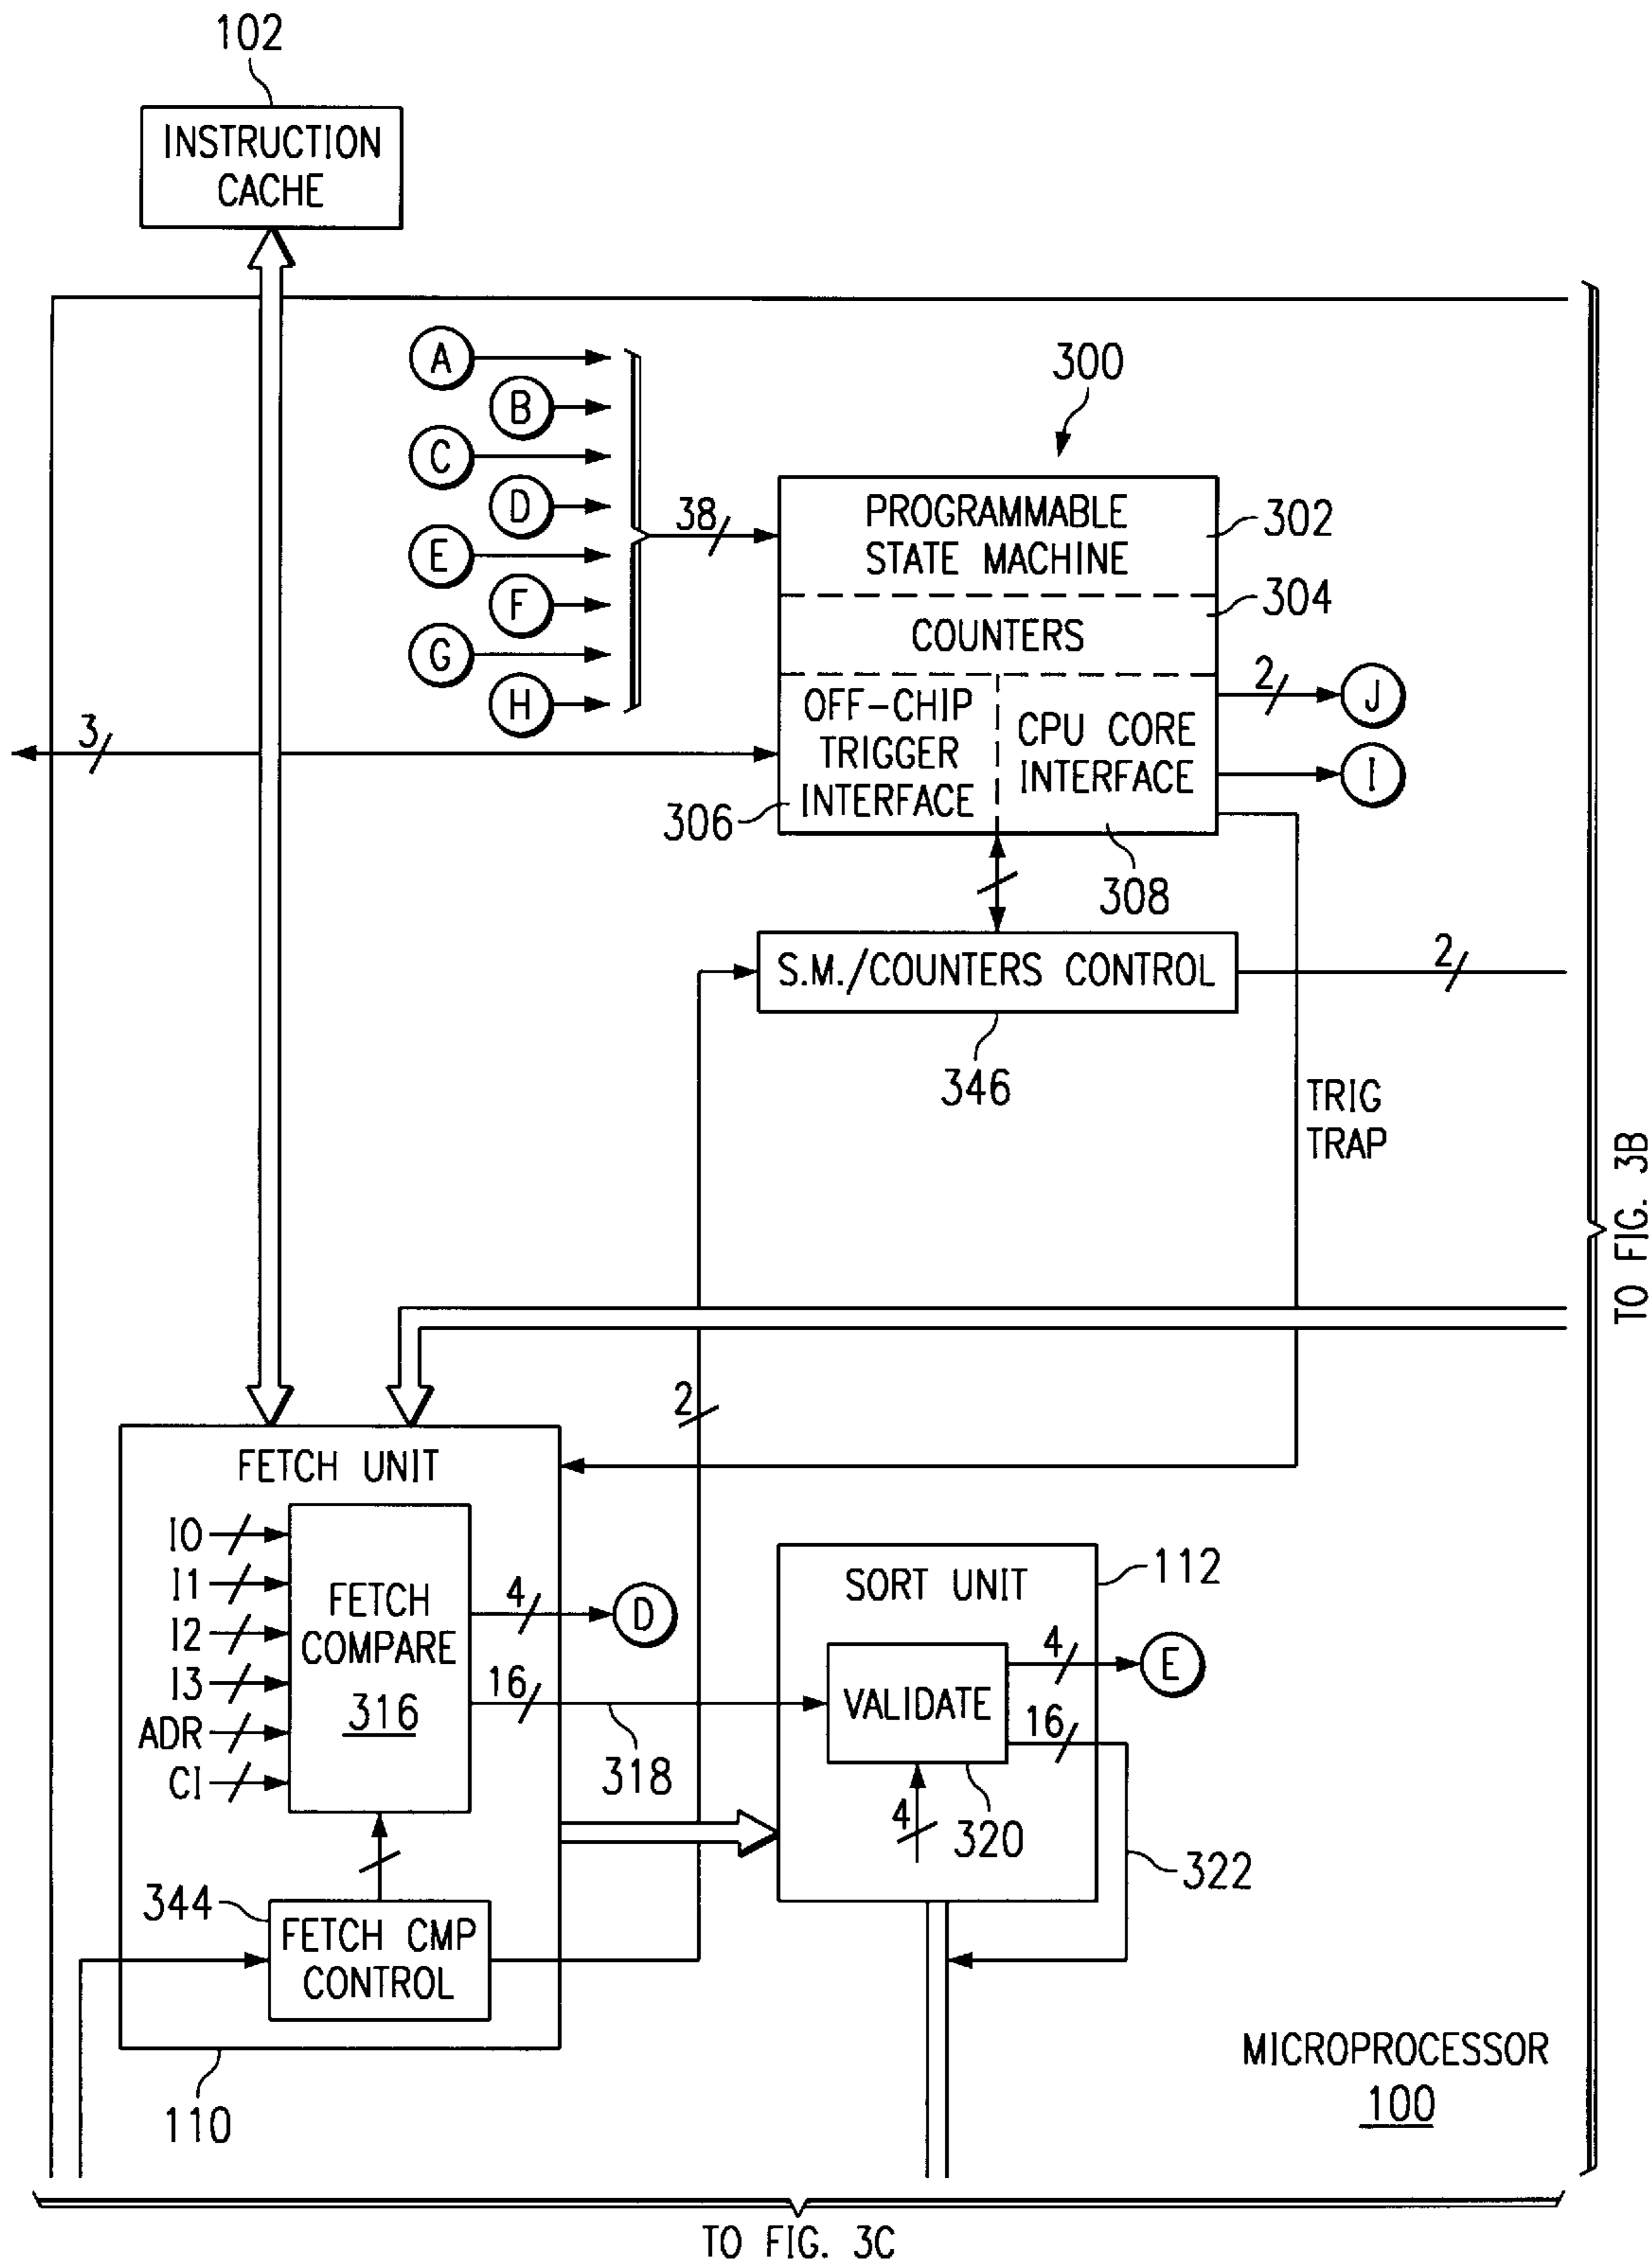 102
INSTRUCTION
CACHE
A
B
C
D
E
F
G
H
38
300
PROGRAMMABLE
STATE MACHINE
302
COUNTERS
304
OFF-CHIP
TRIGGER
INTERFACE
306
CPU CORE
INTERFACE
308
2
J
I
3
S.M./COUNTERS CONTROL
346
2
TRIG
TRAP
TO FIG. 3B
2
FETCH UNIT
I0
I1
I2
I3
ADR
CI
FETCH
COMPARE
316
4
D
16
318
SORT UNIT
112
VALIDATE
4
E
16
4
320
322
344
FETCH CMP
CONTROL
110
MICROPROCESSOR
100
TO FIG. 3C